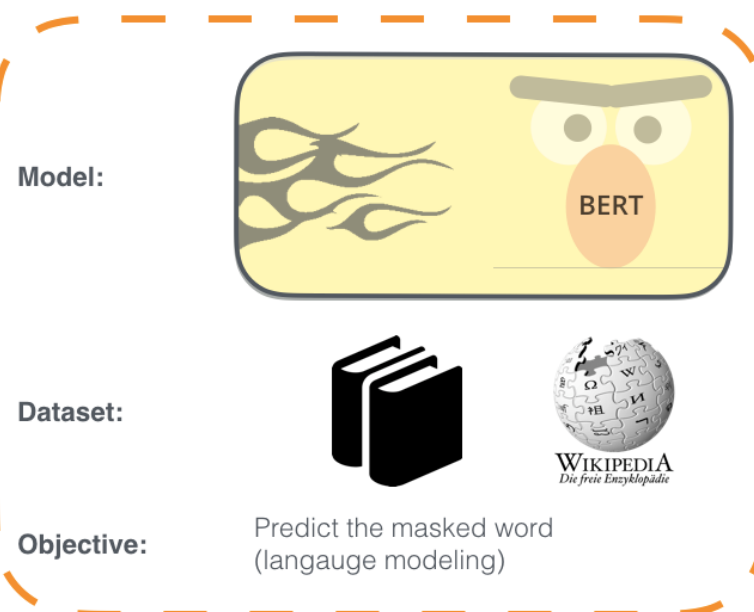 Model:
BERT
Dataset:
WIKIPEDIA
Die freie Enzyklopädie
Objective:
Predict the masked word
(langauge modeling)